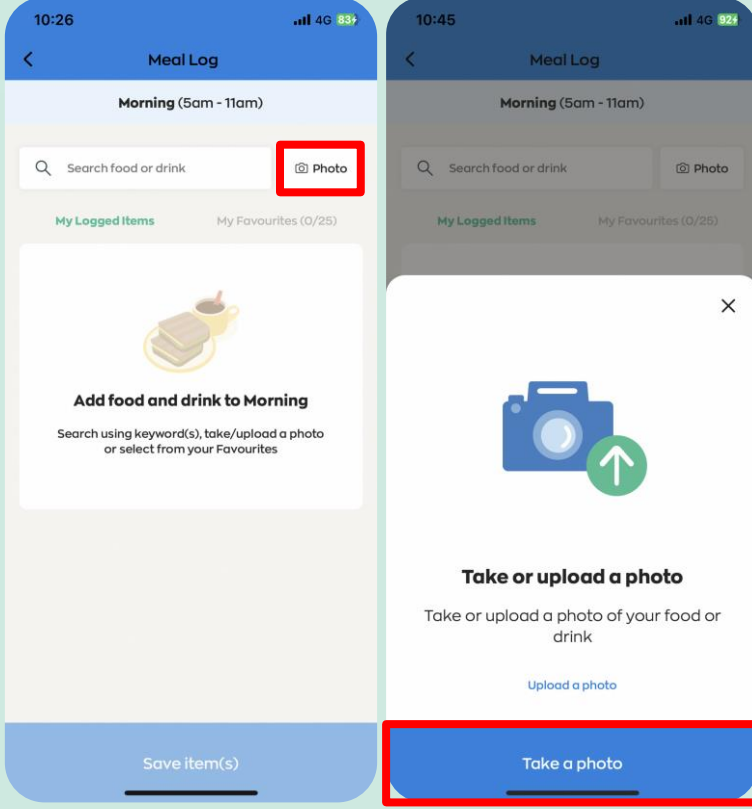 10:26
4G 83
Meal Log
Morning (5am - 11am)
Search food or drink
Photo
My Logged Items
My Favourites (0/25)
Add food and drink to Morning
Search using keyword(s), take/upload a photo
or select from your Favourites
Save item(s)
10:45
4G 92
Meal Log
Morning (5am - 11am)
Search food or drink
Photo
My Logged Items
My Favourites (0/25)
Take or upload a photo
Take or upload a photo of your food or
drink
Upload a photo
Take a photo